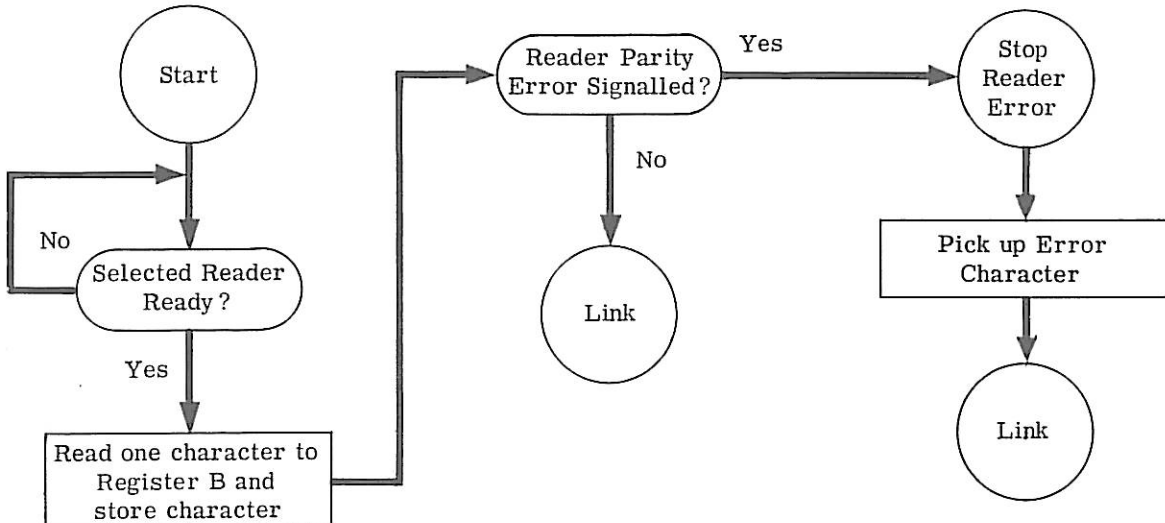 Start
No
Selected Reader
Ready?
Yes
Read one character to
Register B and
store character
Reader Parity
Error Signalled?
Yes
No
Link
Stop
Reader
Error
Pick up Error
Character
Link